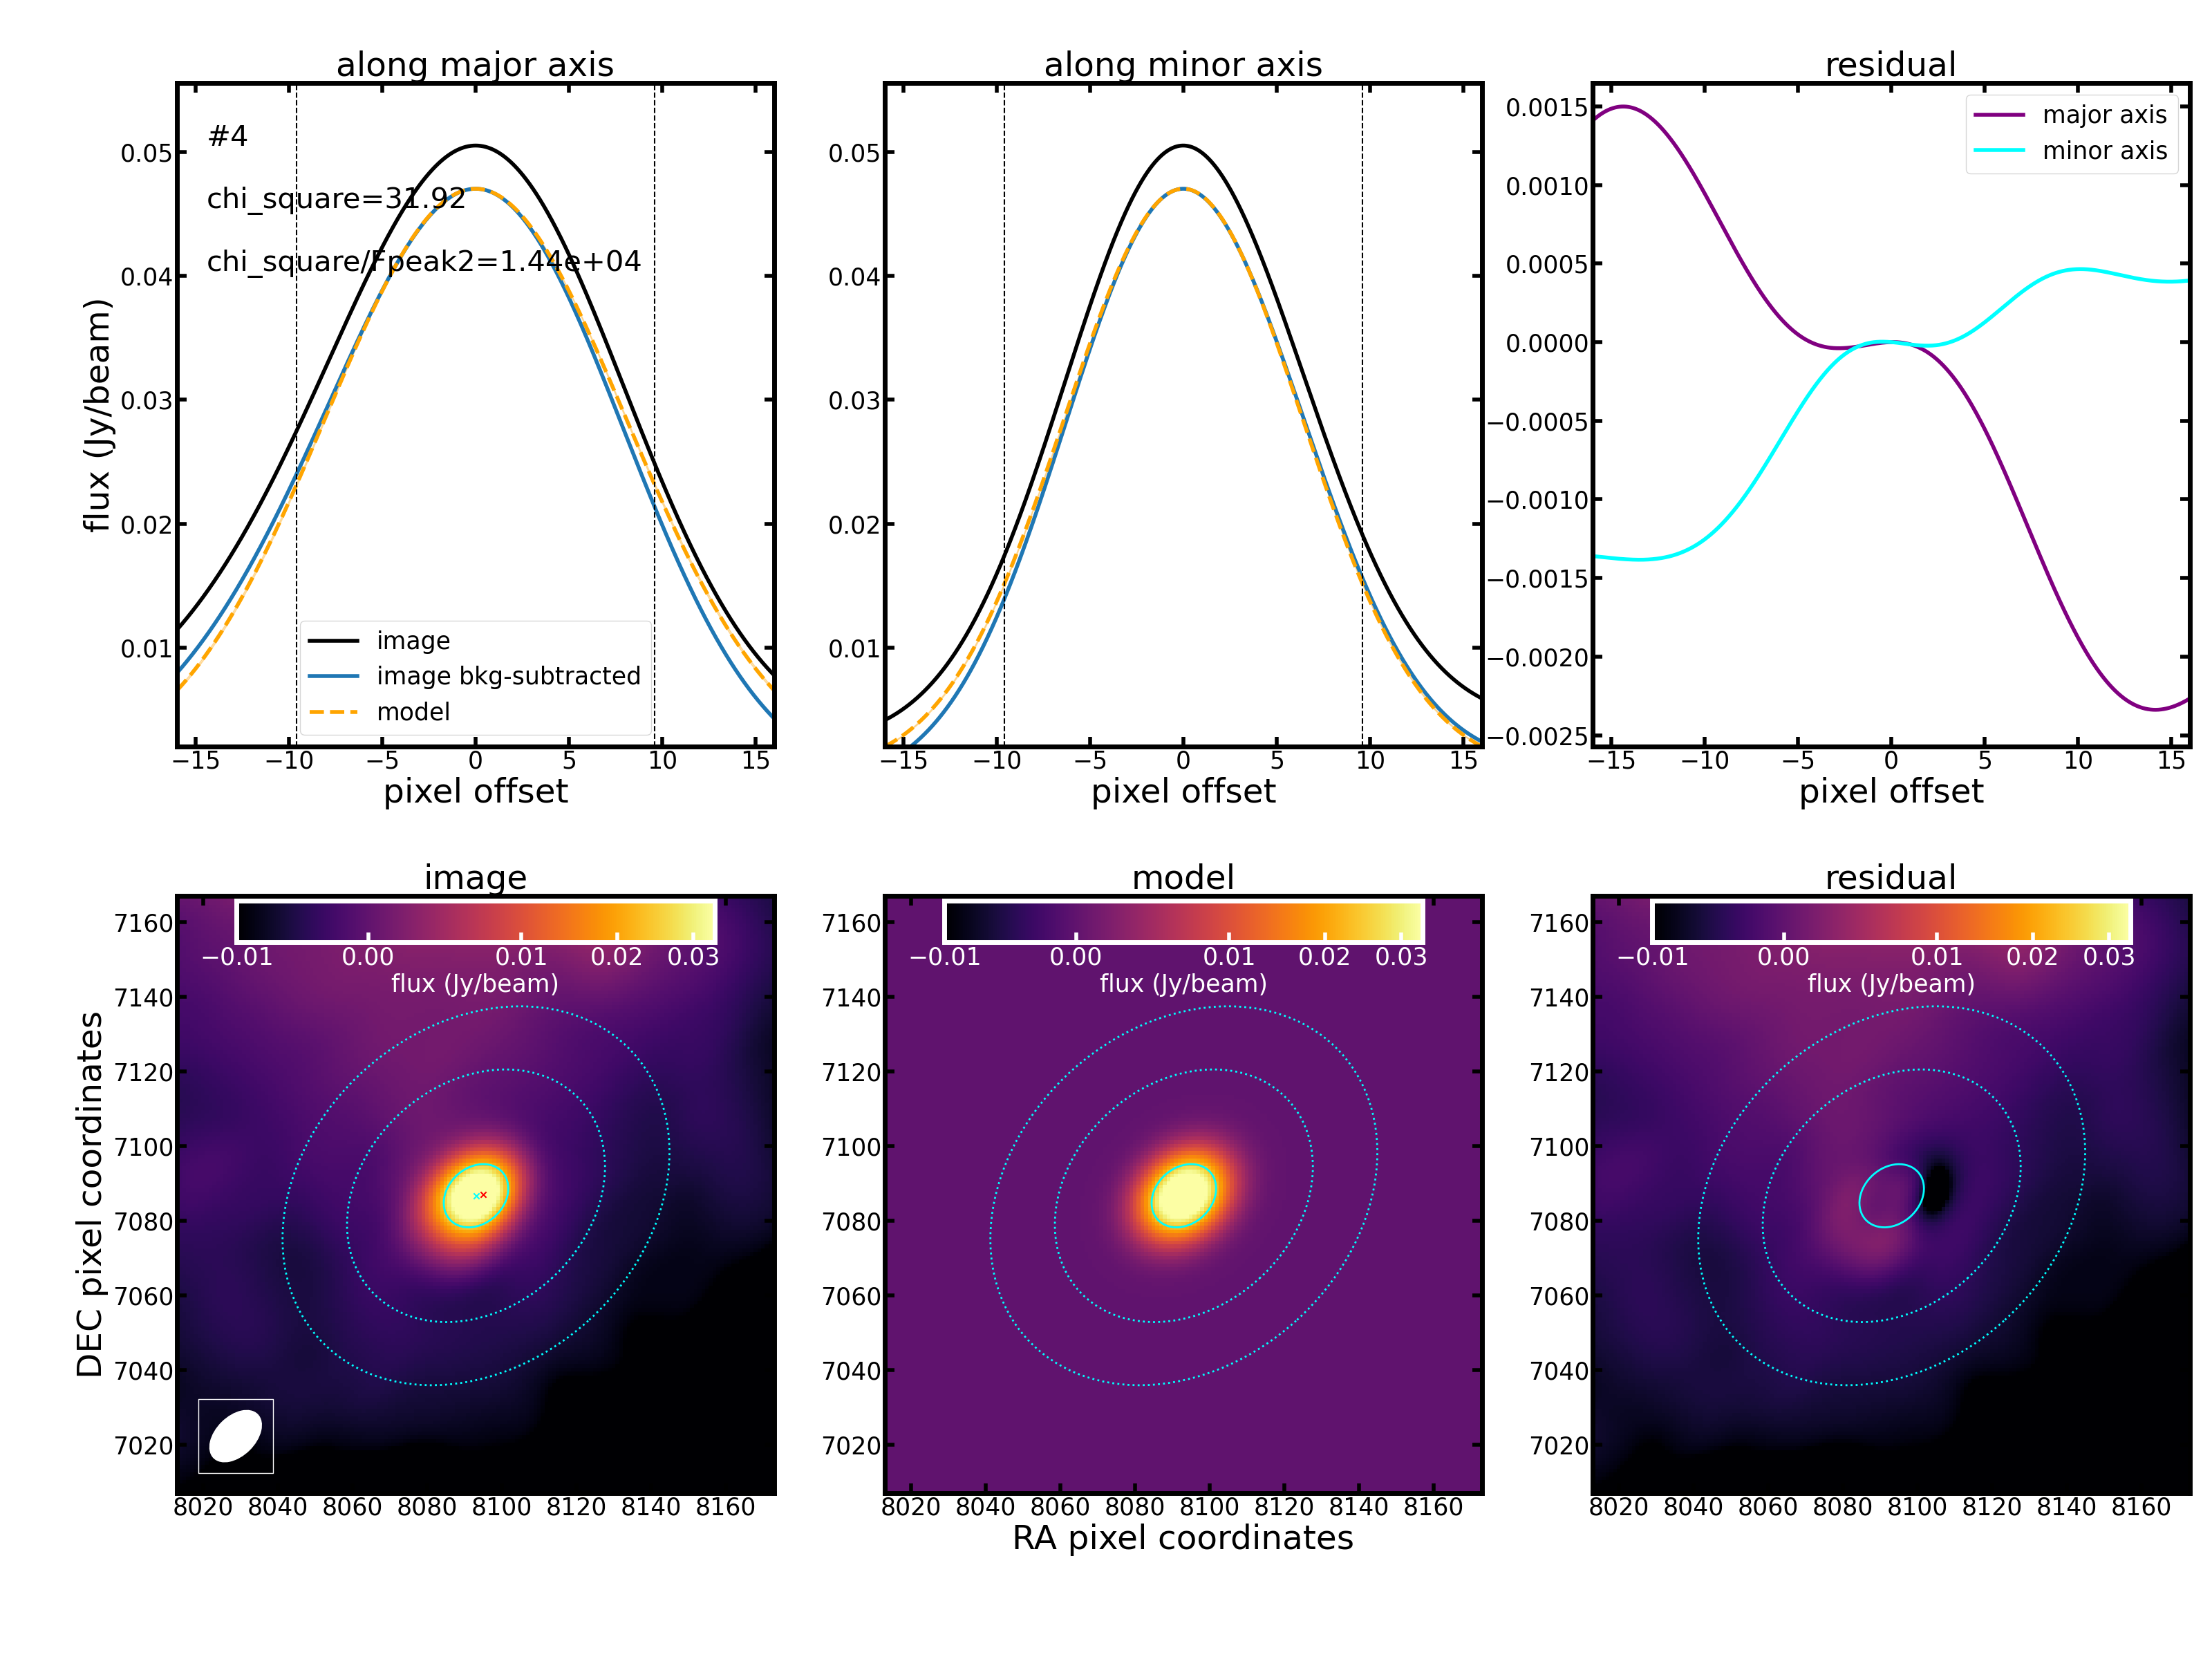 along major axis
along minor axis
residual
#4
chi_square=31.92
chi_square/Fpeak2=1.44e+04
0.05
0.04
0.03
0.02
0.01
flux (Jy/beam)
image
image bkg-subtracted
model
−15 −10 −5 0 5 10 15
pixel offset
0.05
0.04
0.03
0.02
0.01
−15 −10 −5 0 5 10 15
pixel offset
major axis
minor axis
0.0015
0.0010
0.0005
0.0000
−0.0005
−0.0010
−0.0015
−0.0020
−0.0025
−15 −10 −5 0 5 10 15
pixel offset
image
model
residual
−0.01 0.00 0.01 0.02 0.03
flux (Jy/beam)
7160
7140
7120
7100
7080
7060
7040
7020
DEC pixel coordinates
8020 8040 8060 8080 8100 8120 8140 8160
−0.01 0.00 0.01 0.02 0.03
flux (Jy/beam)
7160
7140
7120
7100
7080
7060
7040
7020
8020 8040 8060 8080 8100 8120 8140 8160
RA pixel coordinates
−0.01 0.00 0.01 0.02 0.03
flux (Jy/beam)
7160
7140
7120
7100
7080
7060
7040
7020
8020 8040 8060 8080 8100 8120 8140 8160